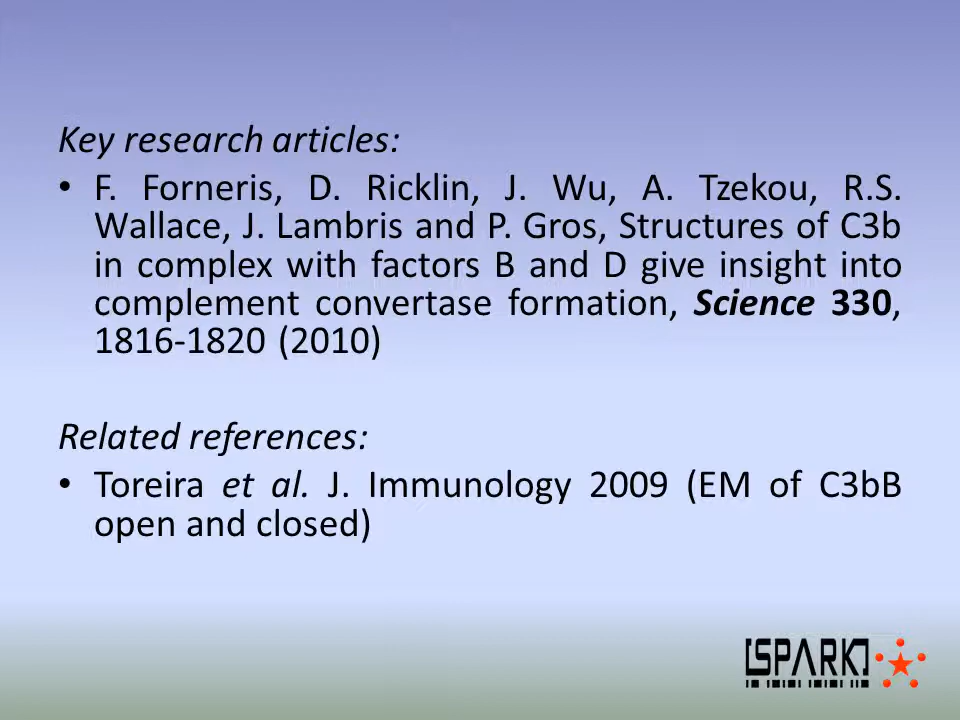 Key research articles:
• F. Forneris, D. Ricklin, J. Wu, A. Tzekou, R.S.
Wallace, J. Lambris and P. Gros, Structures of C3b
in complex with factors B and D give insight into
complement convertase formation, Science 330,
1816-1820 (2010)
Related references:
• Toreira et al. J. Immunology 2009 (EM of C3bB
open and closed)
[SPARK]